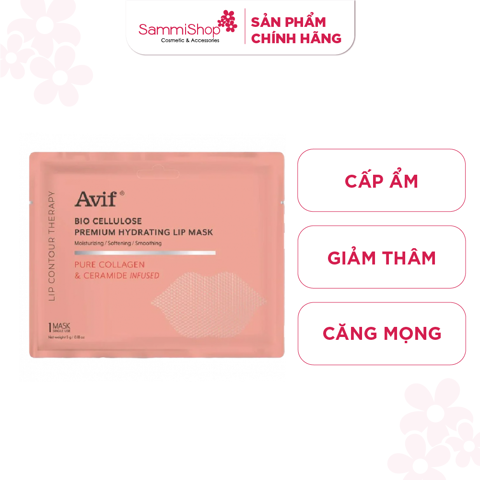 SammiShop
Cosmetic & Accessories
SẢN PHẨM
CHÍNH HÃNG
LIP CONTOUR THERAPY
Avif®
BIO CELLULOSE
PREMIUM HYDRATING LIP MASK
Moisturizing / Softening / Smoothing
PURE COLLAGEN
& CERAMIDE INFUSED
1 MASK
CẤP ẨM
GIẢM THÂM
CĂNG MỌNG